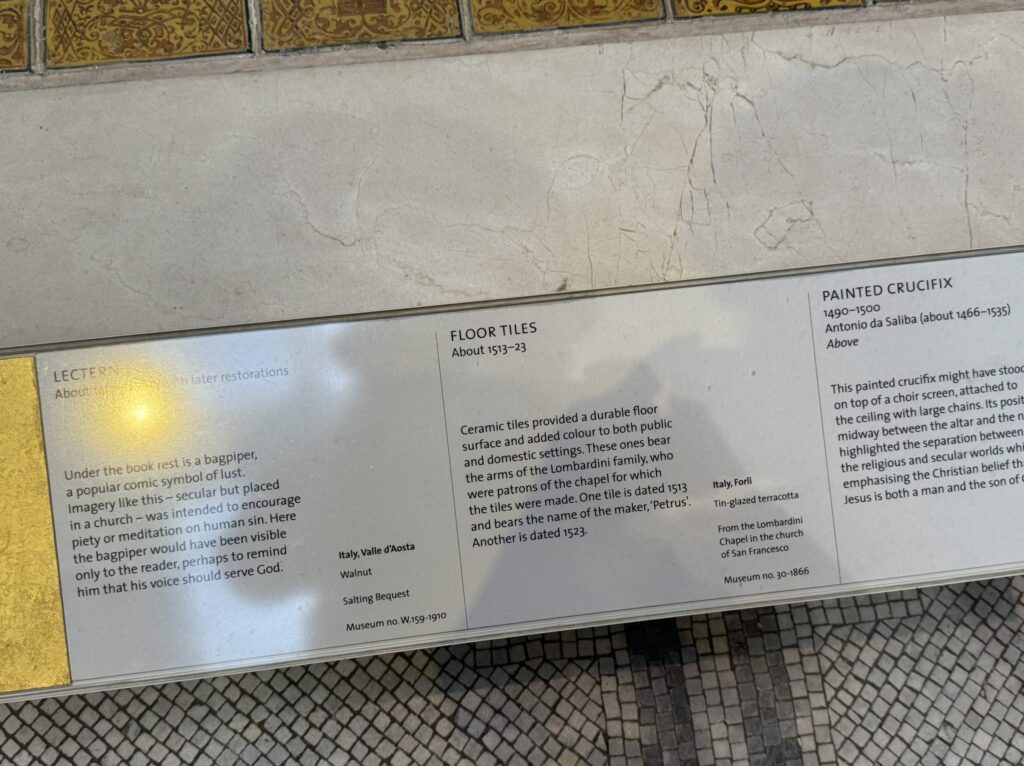 LECTERN
About with later restorations
Under the book rest is a bagpiper,
a popular comic symbol of lust.
Imagery like this – secular but placed
in a church – was intended to encourage
piety or meditation on human sin. Here
the bagpiper would have been visible
only to the reader, perhaps to remind
him that his voice should serve God.
Italy, Valle d'Aosta
Walnut
Salting Bequest
Museum no. W.159-1910
FLOOR TILES
About 1513–23
Ceramic tiles provided a durable floor
surface and added colour to both public
and domestic settings. These ones bear
the arms of the Lombardini family, who
were patrons of the chapel for which
the tiles were made. One tile is dated 1513
and bears the name of the maker, 'Petrus'.
Another is dated 1523.
Italy, Forlì
Tin-glazed terracotta
From the Lombardini
Chapel in the church
of San Francesco
Museum no. 30-1866
PAINTED CRUCIFIX
1490–1500
Antonio da Saliba (about 1466–1535)
Above
This painted crucifix might have stood
on top of a choir screen, attached to
the ceiling with large chains. Its
midway between the altar and the
highlighted the separation between
the religious and secular worlds
emphasising the Christian belief
Jesus is both a man and the son of